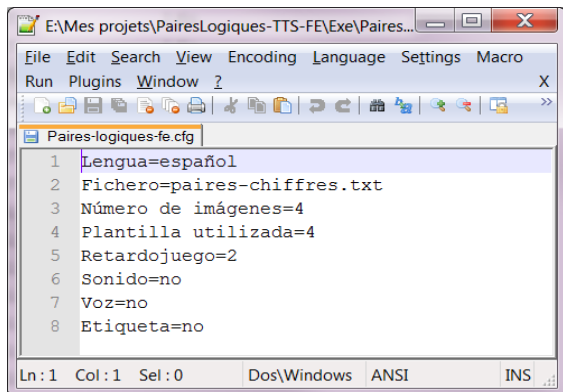 E:\Mes projets\PairesLogiques-TTS-FE\Exe\Paires...
File Edit Search View Encoding Language Settings Macro
Run Plugins Window ? X
Paires-logiques-fe.cfg
1 Lengua=español
2 Fichero=paires-chiffres.txt
3 Número de imágenes=4
4 Plantilla utilizada=4
5 Retardojuego=2
6 Sonido=no
7 Voz=no
8 Etiqueta=no
Ln : 1 Col : 1 Sel : 0 Dos\Windows ANSI INS